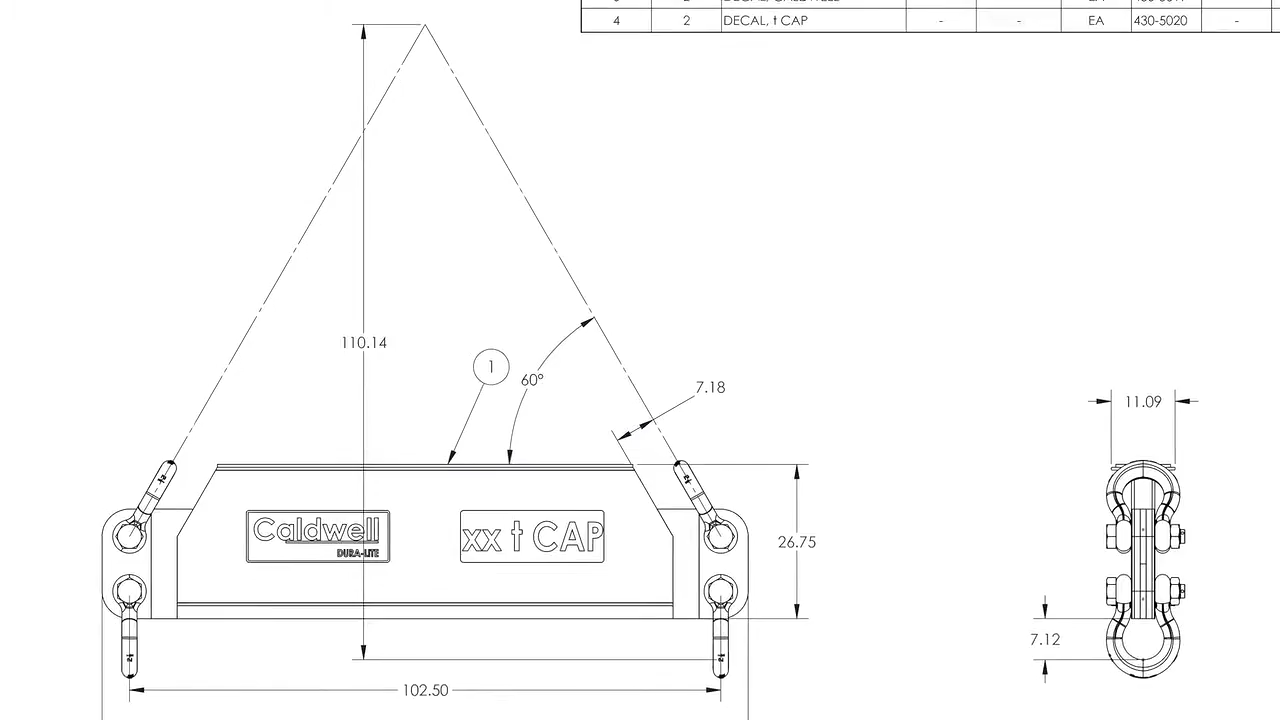 4 2 DECAL, t CAP - - EA 430-5020 -
110.14
1
60°
7.18
11.09
Caldwell
DURA-LITE
xx t CAP
26.75
7.12
102.50